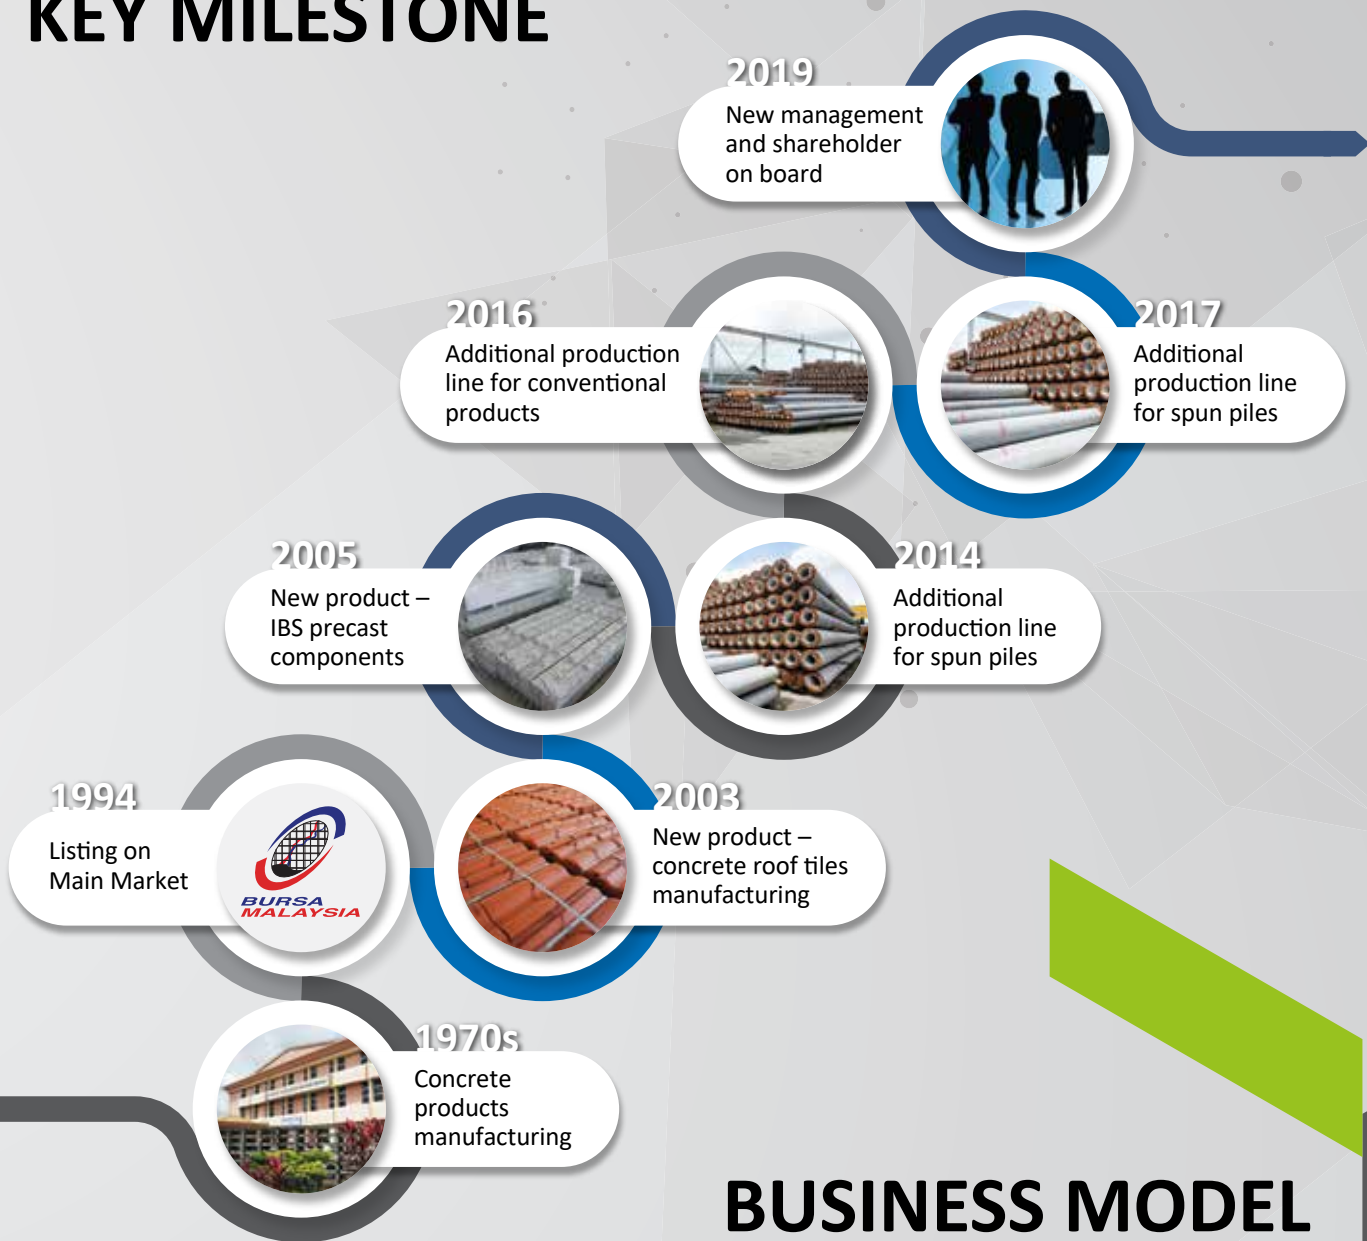 KEY MILESTONE
2019
New management
and shareholder
on board
2016
Additional production
line for conventional
products
2017
Additional
production line
for spun piles
2005
New product –
IBS precast
components
2014
Additional
production line
for spun piles
1994
Listing on
Main Market
BURSA
MALAYSIA
2003
New product –
concrete roof tiles
manufacturing
1970s
Concrete
products
manufacturing
BUSINESS MODEL